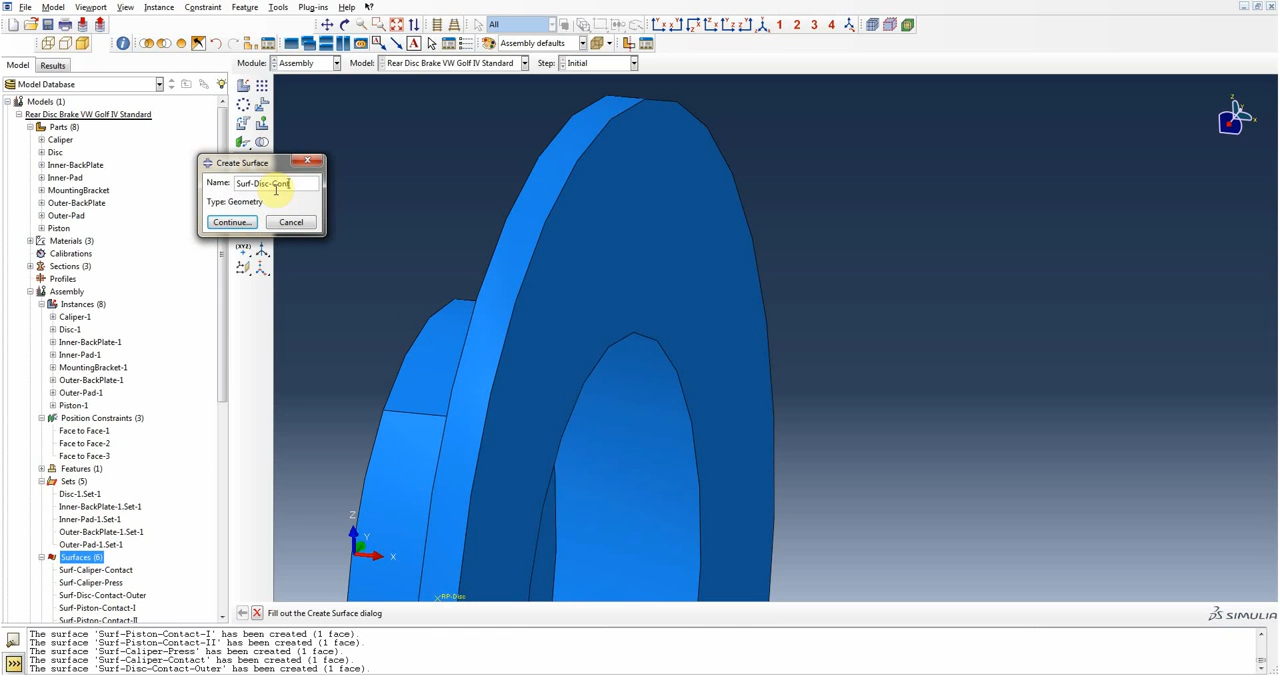 File Model Viewport View Instance Constraint Feature Tools Plug-ins Help
All
1 2 3 4
Assembly defaults
Model Results
Module: Assembly Model: Rear Disc Brake VW Golf IV Standard Step: Initial
Model Database
Models (1)
Rear Disc Brake VW Golf IV Standard
Parts (8)
Caliper
Disc
Inner-BackPlate
Inner-Pad
MountingBracket
Outer-BackPlate
Outer-Pad
Piston
Materials (3)
Calibrations
Sections (3)
Profiles
Assembly
Instances (8)
Caliper-1
Disc-1
Inner-BackPlate-1
Inner-Pad-1
MountingBracket-1
Outer-BackPlate-1
Outer-Pad-1
Piston-1
Position Constraints (3)
Face to Face-1
Face to Face-2
Face to Face-3
Features (1)
Sets (5)
Disc-1.Set-1
Inner-BackPlate-1.Set-1
Inner-Pad-1.Set-1
Outer-BackPlate-1.Set-1
Outer-Pad-1.Set-1
Surfaces (6)
Surf-Caliper-Contact
Surf-Caliper-Press
Surf-Disc-Contact-Outer
Surf-Piston-Contact-I
Surf-Piston-Contact-II
Create Surface
Name: Surf-Disc-Cont
Type: Geometry
Continue... Cancel
(XYZ)
Z
Y
X
Z
Y
X
RP-Disc
Fill out the Create Surface dialog
SIMULIA
The surface 'Surf-Piston-Contact-I' has been created (1 face).
The surface 'Surf-Piston-Contact-II' has been created (1 face).
The surface 'Surf-Caliper-Press' has been created (1 face).
The surface 'Surf-Caliper-Contact' has been created (1 face).
The surface 'Surf-Disc-Contact-Outer' has been created (1 face).
>>>